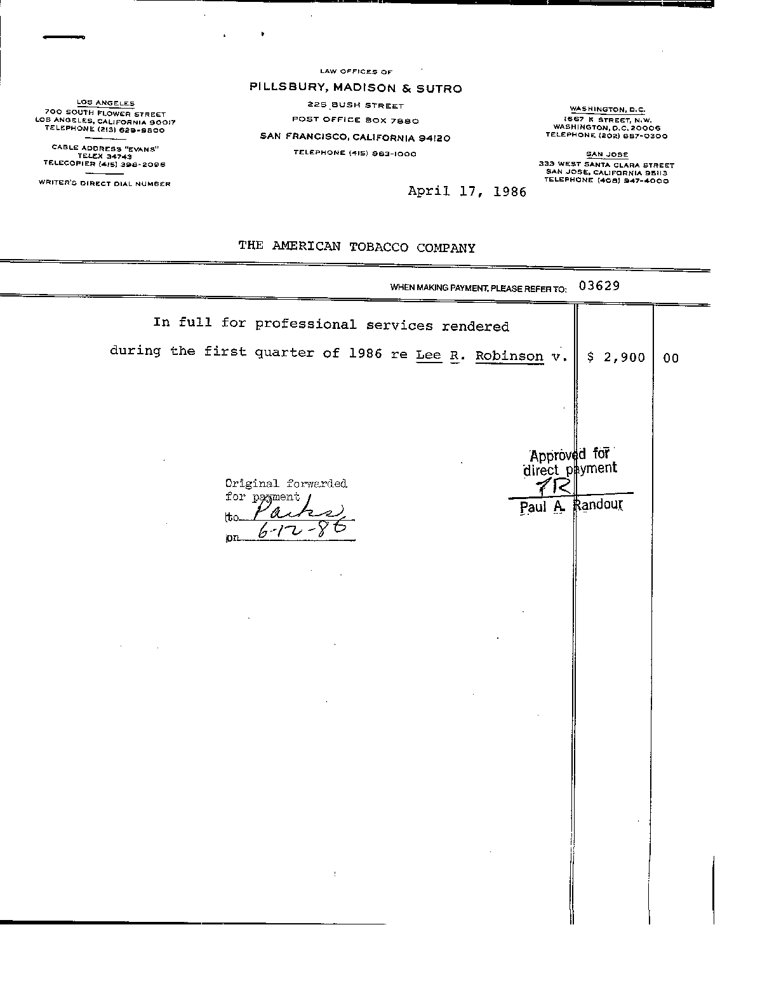 LAW OFFICES OF
PILLSBURY, MADISON & SUTRO
225 BUSH STREET
POST OFFICE BOX 7880
SAN FRANCISCO, CALIFORNIA 94120
TELEPHONE (415) 983-1000
LOS ANGELES
700 SOUTH FLOWER STREET
LOS ANGELES, CALIFORNIA 90017
TELEPHONE (213) 629-9800
CABLE ADDRESS "EVANS"
TELEX 34743
TELECOPIER (415) 398-2096
WRITER'S DIRECT DIAL NUMBER
WASHINGTON, D.C.
1667 K STREET, N.W.
WASHINGTON, D.C. 20006
TELEPHONE (202) 887-0300
SAN JOSE
333 WEST SANTA CLARA STREET
SAN JOSE, CALIFORNIA 95113
TELEPHONE (408) 947-4000
April 17, 1986
THE AMERICAN TOBACCO COMPANY
WHEN MAKING PAYMENT, PLEASE REFER TO: 03629
In full for professional services rendered
during the first quarter of 1986 re Lee R. Robinson v. $ 2,900 00
Approved for
direct payment
Paul A. Randour
Original forwarded
for payment
to Parks
on 6-12-86